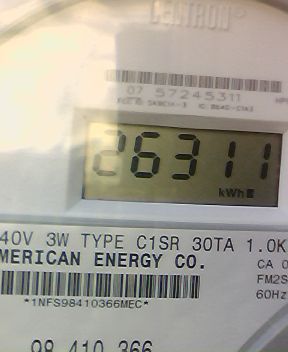 CENTRON®
07 57245311
26311
kWh
40V 3W TYPE C1SR 30TA 1.0K
MERICAN ENERGY CO.
CA 0
FM2S
60Hz
*1NFS98410366MEC*
98 410 366